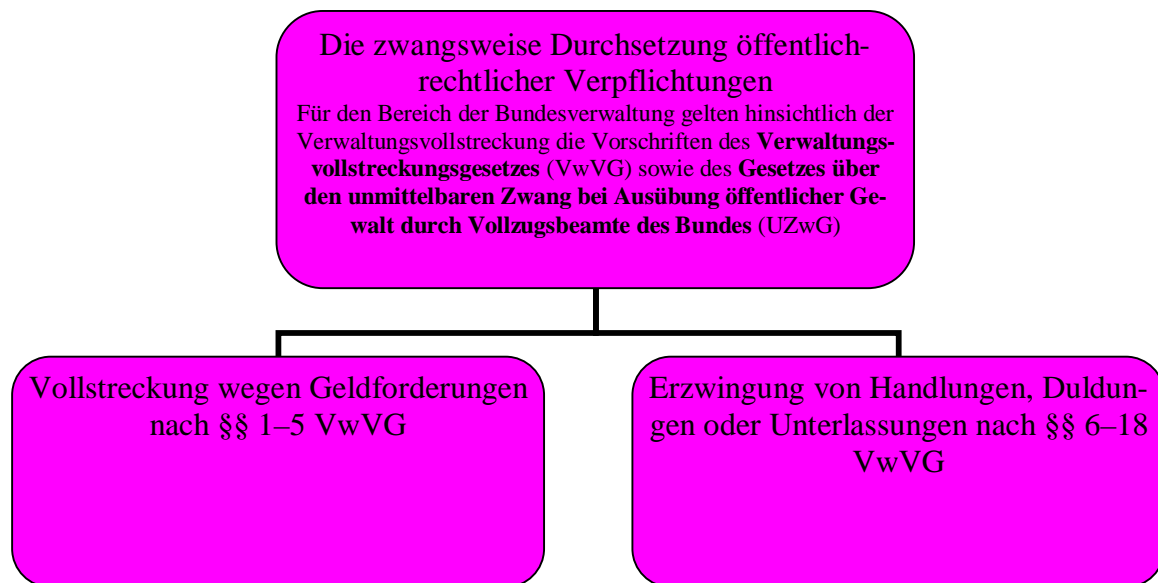 Die zwangsweise Durchsetzung öffentlich-
rechtlicher Verpflichtungen
Für den Bereich der Bundesverwaltung gelten hinsichtlich der
Verwaltungsvollstreckung die Vorschriften des Verwaltungs-
vollstreckungsgesetzes (VwVG) sowie des Gesetzes über
den unmittelbaren Zwang bei Ausübung öffentlicher Ge-
walt durch Vollzugsbeamte des Bundes (UZwG)
Vollstreckung wegen Geldforderungen
nach §§ 1–5 VwVG
Erzwingung von Handlungen, Duldun-
gen oder Unterlassungen nach §§ 6–18
VwVG